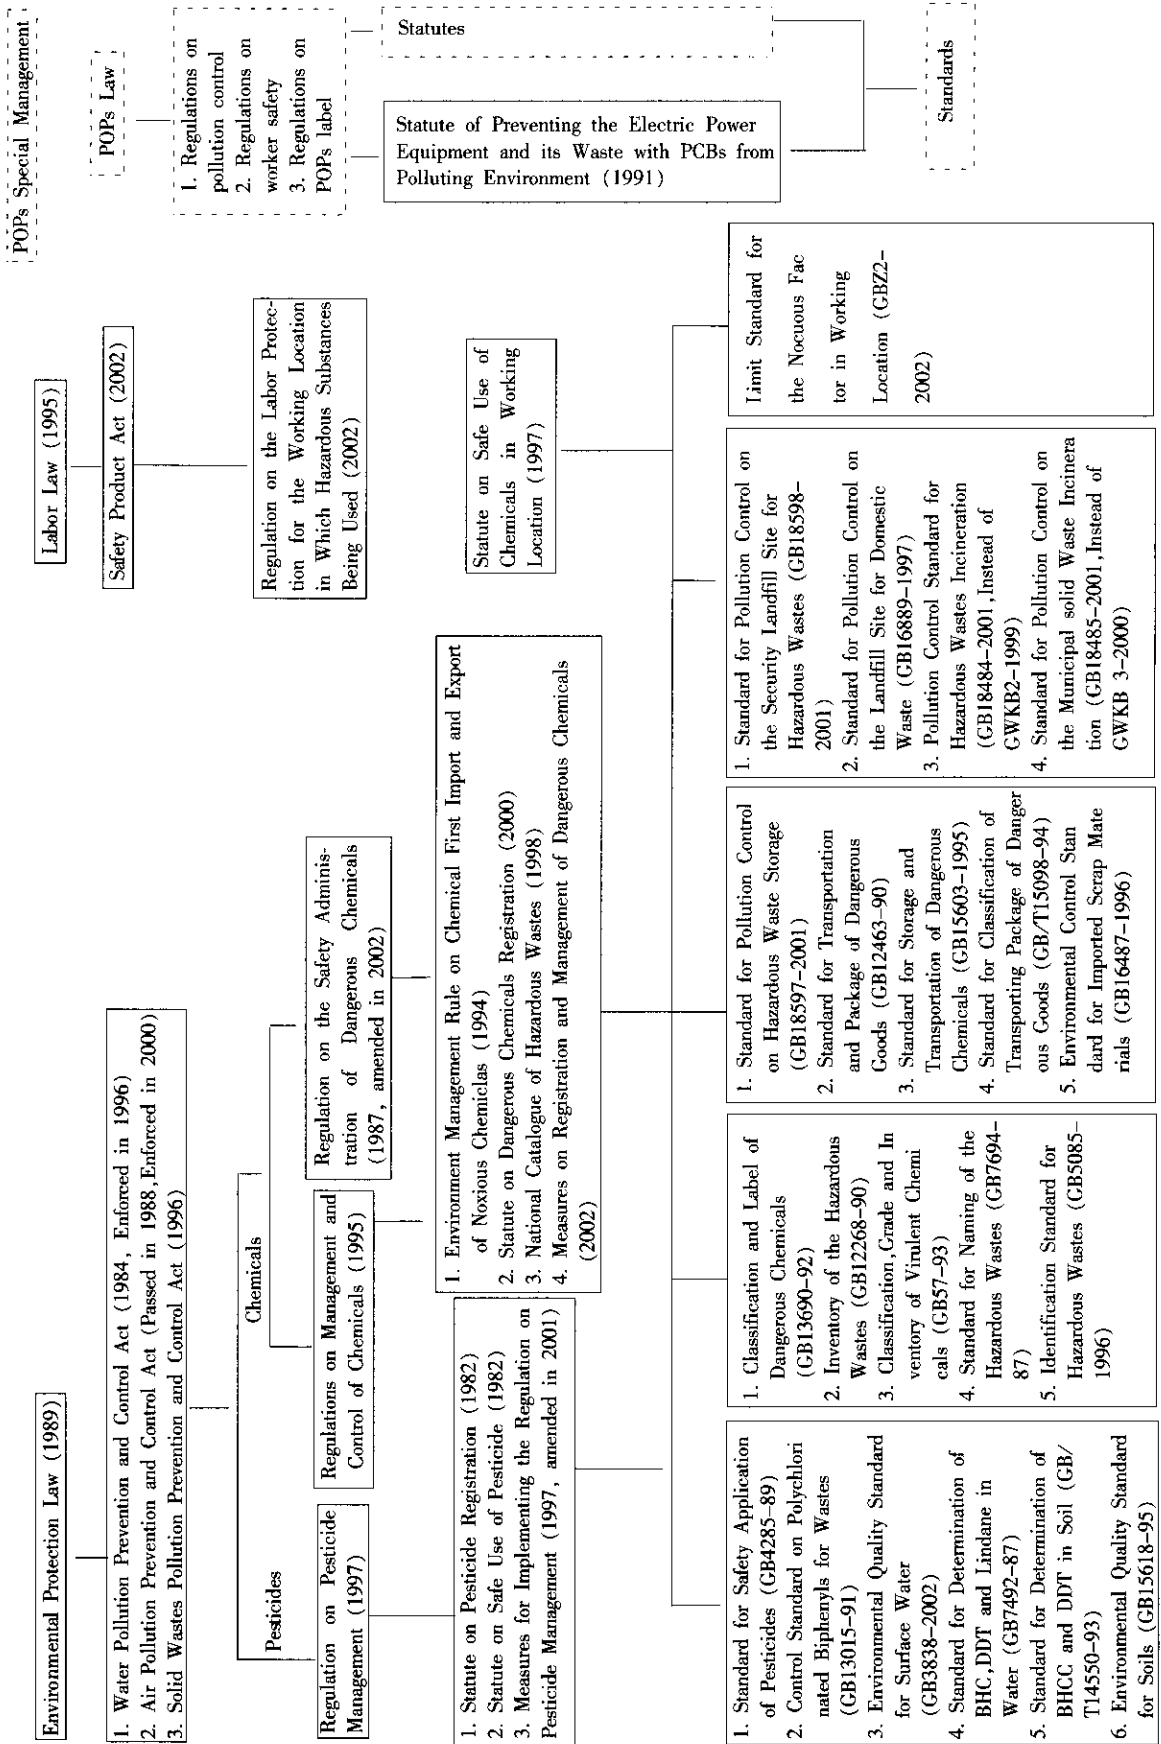 Environmental Protection Law (1989)
1. Water Pollution Prevention and Control Act (1984, Enforced in 1996)
2. Air Pollution Prevention and Control Act (Passed in 1988,Enforced in 2000)
3. Solid Wastes Pollution Prevention and Control Act (1996)
Pesticides
Chemicals
Regulation on Pesticide
Management (1997)
Regulations on Management and
Control of Chemicals (1995)
Regulation on the Safety Adminis-
tration of Dangerous Chemicals
(1987, amended in 2002)
1. Statute on Pesticide Registration (1982)
2. Statute on Safe Use of Pesticide (1982)
3. Measures for Implementing the Regulation on
Pesticide Management (1997, amended in 2001)
1. Environment Management Rule on Chemical First Import and Export
of Noxious Chemiclas (1994)
2. Statute on Dangerous Chemicals Registration (2000)
3. National Catalogue of Hazardous Wastes (1998)
4. Measures on Registration and Management of Dangerous Chemicals
(2002)
Labor Law (1995)
Safety Product Act (2002)
Regulation on the Labor Protec-
tion for the Working Location
in Which Hazardous Substances
Being Used (2002)
Statute on Safe Use of
Chemicals in Working
Location (1997)
POPs Special Management
POPs Law
1. Regulations on
pollution control
2. Regulations on
worker safety
3. Regulations on
POPs label
Statutes
Statute of Preventing the Electric Power
Equipment and its Waste with PCBs from
Polluting Environment (1991)
Standards
1. Standard for Safety Application
of Pesticides (GB4285-89)
2. Control Standard on Polychlori
nated Biphenyls for Wastes
(GB13015-91)
3. Environmental Quality Standard
for Surface Water
(GB3838-2002)
4. Standard for Determination of
BHC,DDT and Lindane in
Water (GB7492-87)
5. Standard for Determination of
BHCC and DDT in Soil (GB/
T14550-93)
6. Environmental Quality Standard
for Soils (GB15618-95)
1. Classification and Label of
Dangerous Chemicals
(GB13690-92)
2. Inventory of the Hazardous
Wastes (GB12268-90)
3. Classification,Grade and In
ventory of Virulent Chemi
cals (GB57-93)
4. Standard for Naming of the
Hazardous Wastes (GB7694-
87)
5. Identification Standard for
Hazardous Wastes (GB5085-
1996)
1. Standard for Pollution Control
on Hazardous Waste Storage
(GB18597-2001)
2. Standard for Transportation
and Package of Dangerous
Goods (GB12463-90)
3. Standard for Storage and
Transportation of Dangerous
Chemicals (GB15603-1995)
4. Standard for Classification of
Transporting Package of Danger
ous Goods (GB/T15098-94)
5. Environmental Control Stan
dard for Imported Scrap Mate
rials (GB16487-1996)
1. Standard for Pollution Control on
the Security Landfill Site for
Hazardous Wastes (GB18598-
2001)
2. Standard for Pollution Control on
the Landfill Site for Domestic
Waste (GB16889-1997)
3. Pollution Control Standard for
Hazardous Wastes Incineration
(GB18484-2001,Instead of
GWKB2-1999)
4. Standard for Pollution Control on
the Municipal solid Waste Incinera
tion (GB18485-2001,Instead of
GWKB 3-2000)
Limit Standard for
the Nocuous Fac
tor in Working
Location (GBZ2-
2002)